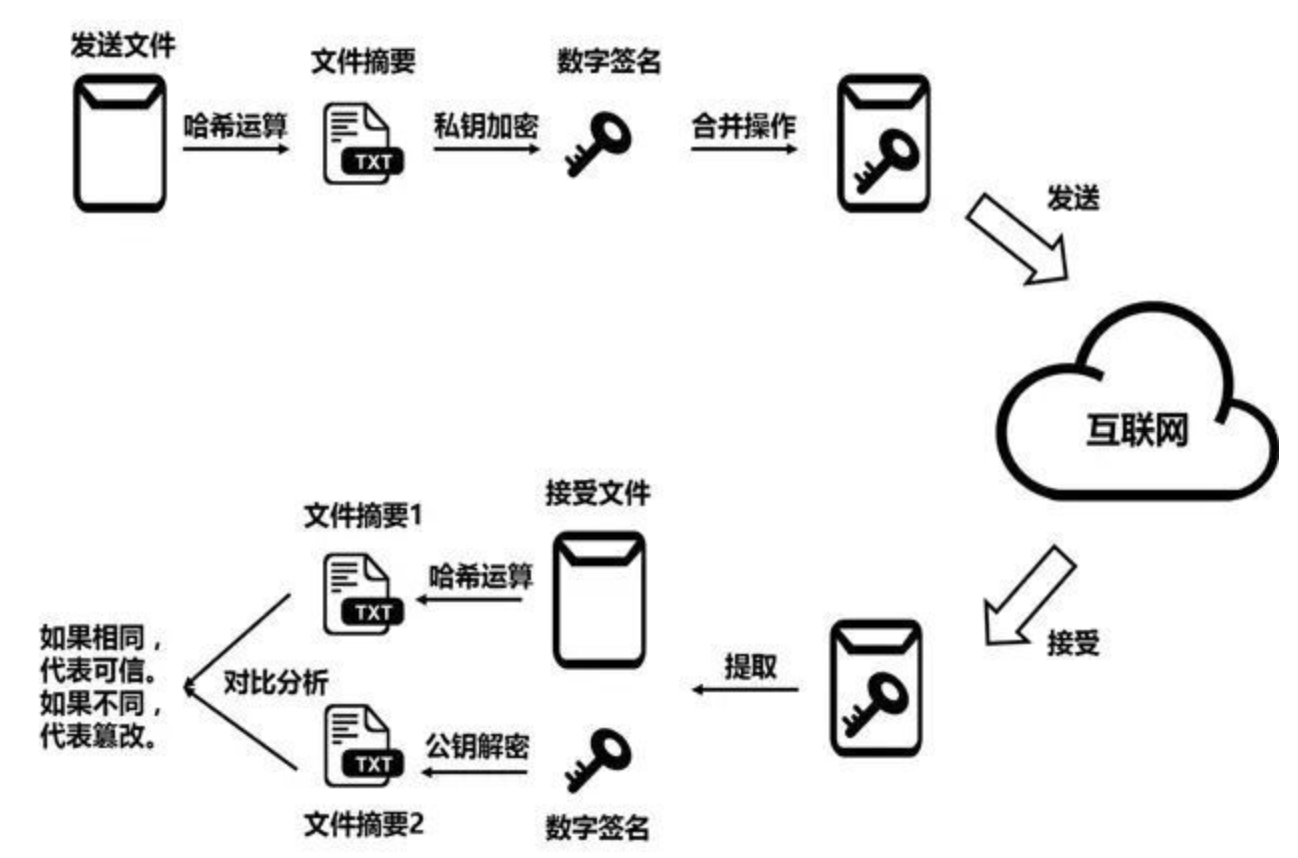 发送文件
文件摘要
数字签名
哈希运算
TXT
私钥加密
合并操作
发送
互联网
接受
接受文件
文件摘要1
哈希运算
TXT
提取
如果相同，
代表可信。
如果不同，
代表篡改。
对比分析
TXT
公钥解密
文件摘要2
数字签名